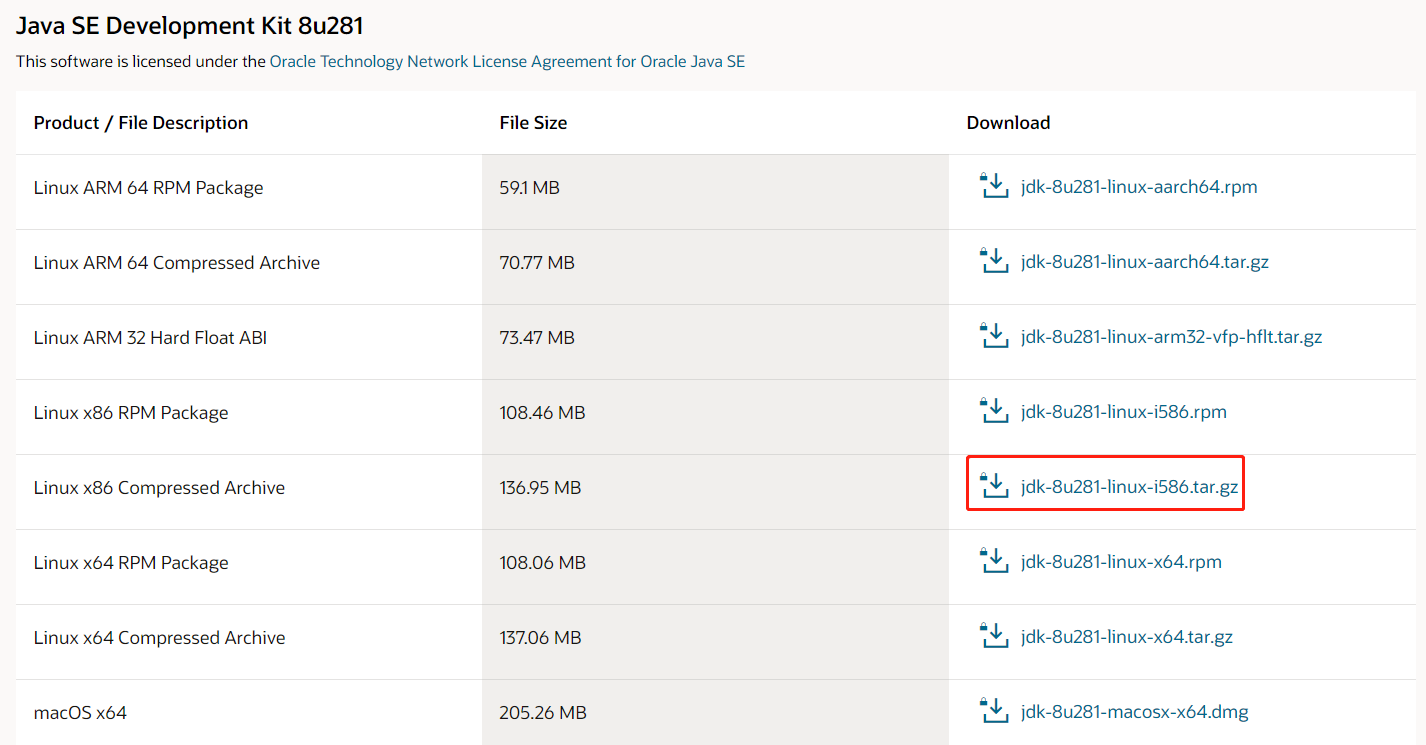 Java SE Development Kit 8u281
This software is licensed under the Oracle Technology Network License Agreement for Oracle Java SE
Product / File Description File Size Download
Linux ARM 64 RPM Package 59.1 MB jdk-8u281-linux-aarch64.rpm
Linux ARM 64 Compressed Archive 70.77 MB jdk-8u281-linux-aarch64.tar.gz
Linux ARM 32 Hard Float ABI 73.47 MB jdk-8u281-linux-arm32-vfp-hflt.tar.gz
Linux x86 RPM Package 108.46 MB jdk-8u281-linux-i586.rpm
Linux x86 Compressed Archive 136.95 MB jdk-8u281-linux-i586.tar.gz
Linux x64 RPM Package 108.06 MB jdk-8u281-linux-x64.rpm
Linux x64 Compressed Archive 137.06 MB jdk-8u281-linux-x64.tar.gz
macOS x64 205.26 MB jdk-8u281-macosx-x64.dmg